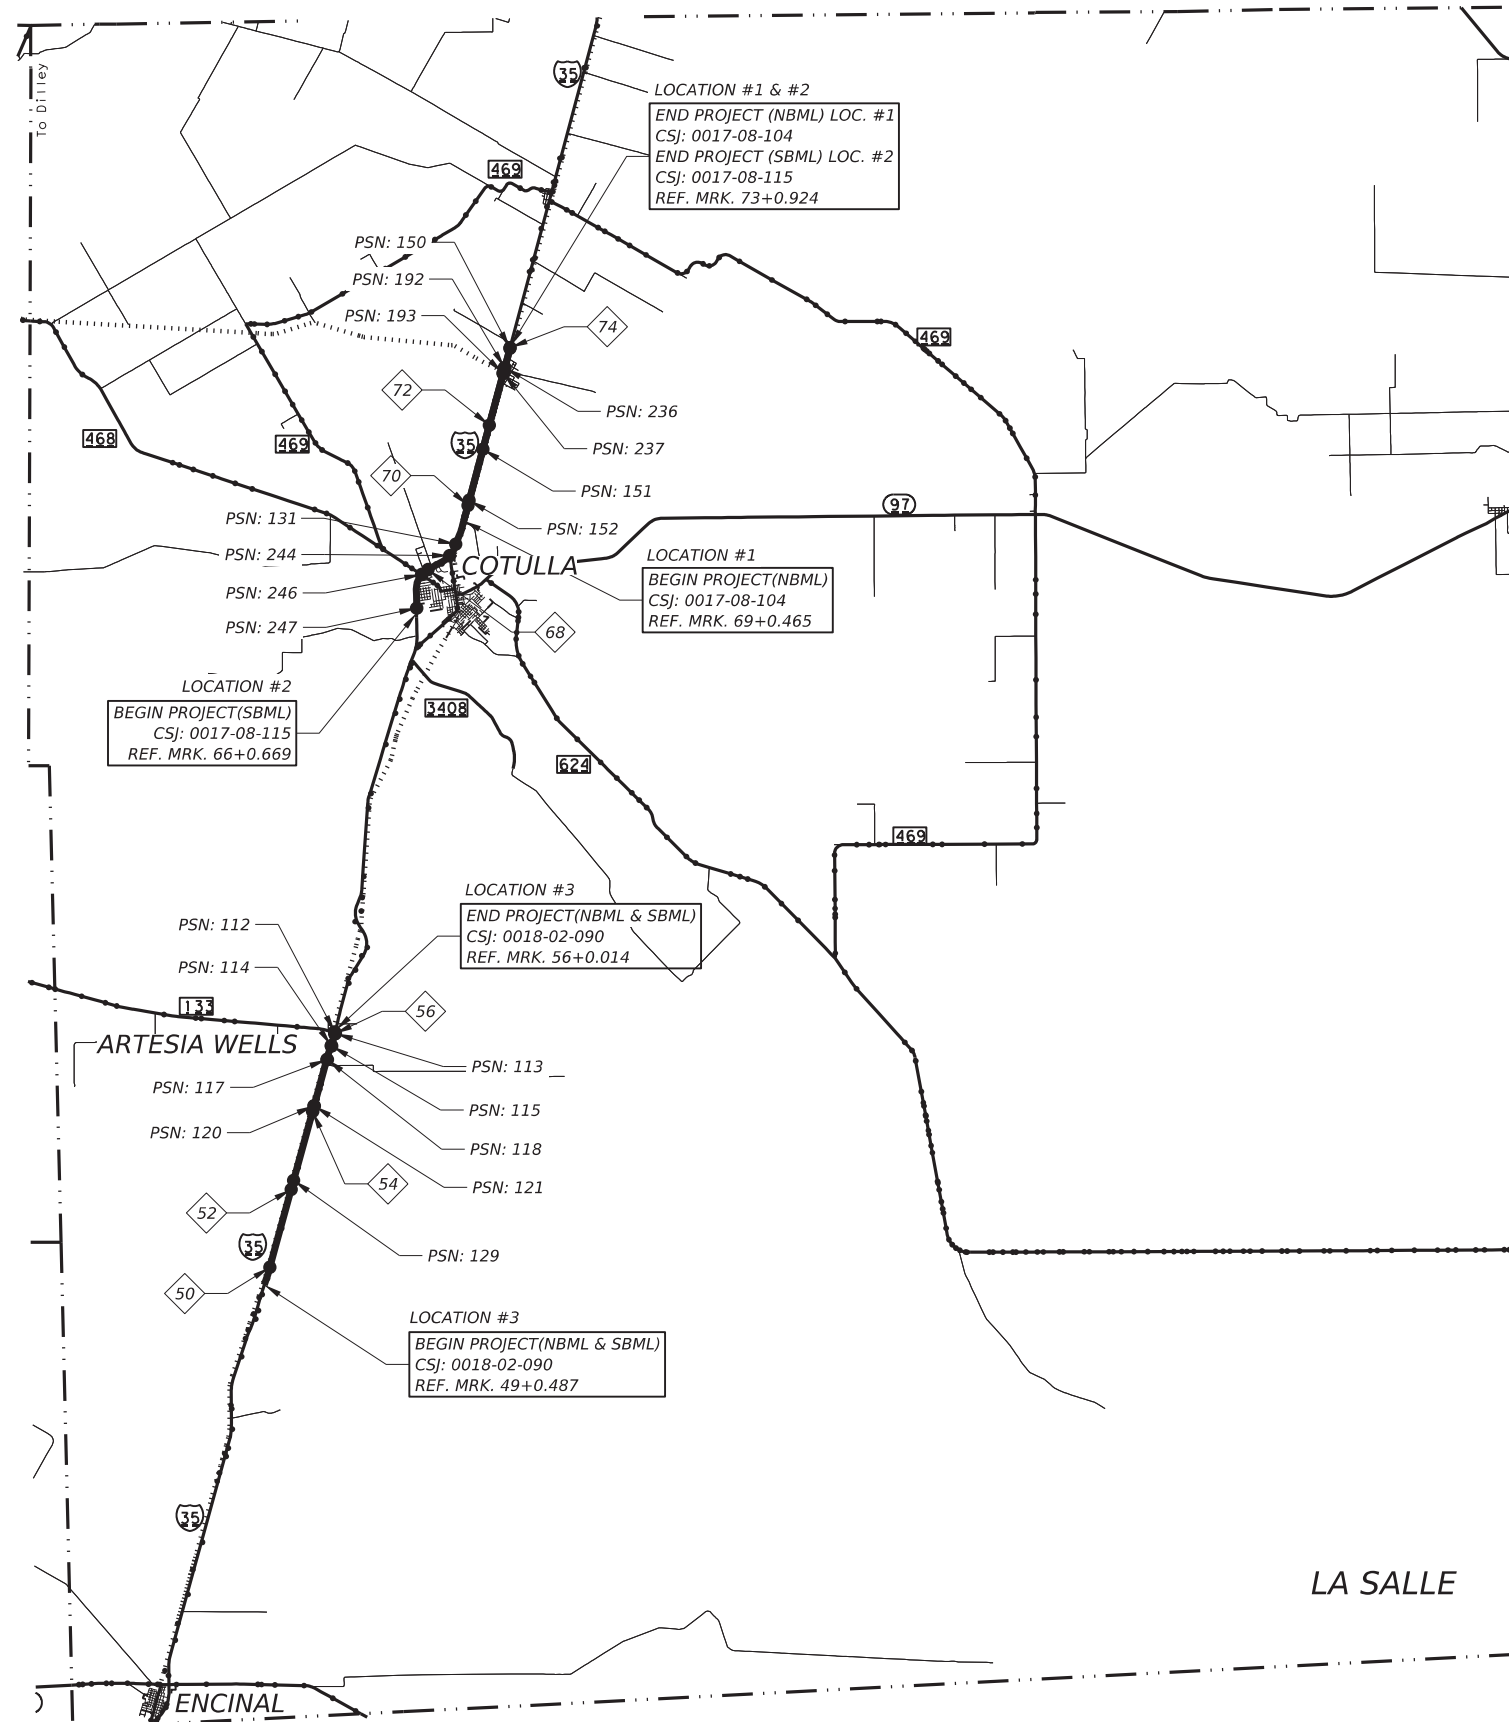 To Dilley
35
LOCATION #1 & #2
END PROJECT (NBML) LOC. #1
CSJ: 0017-08-104
END PROJECT (SBML) LOC. #2
CSJ: 0017-08-115
REF. MRK. 73+0.924
469
PSN: 150
PSN: 192
PSN: 193
74
469
72
PSN: 236
468
469
35
PSN: 237
70
PSN: 151
97
PSN: 131
PSN: 152
PSN: 244
COTULLA
LOCATION #1
BEGIN PROJECT(NBML)
CSJ: 0017-08-104
REF. MRK. 69+0.465
PSN: 246
PSN: 247
68
LOCATION #2
BEGIN PROJECT(SBML)
CSJ: 0017-08-115
REF. MRK. 66+0.669
3408
624
469
LOCATION #3
END PROJECT(NBML & SBML)
CSJ: 0018-02-090
REF. MRK. 56+0.014
PSN: 112
PSN: 114
133
56
ARTESIA WELLS
PSN: 113
PSN: 117
PSN: 115
PSN: 120
PSN: 118
54
PSN: 121
52
35
PSN: 129
50
LOCATION #3
BEGIN PROJECT(NBML & SBML)
CSJ: 0018-02-090
REF. MRK. 49+0.487
35
LA SALLE
ENCINAL